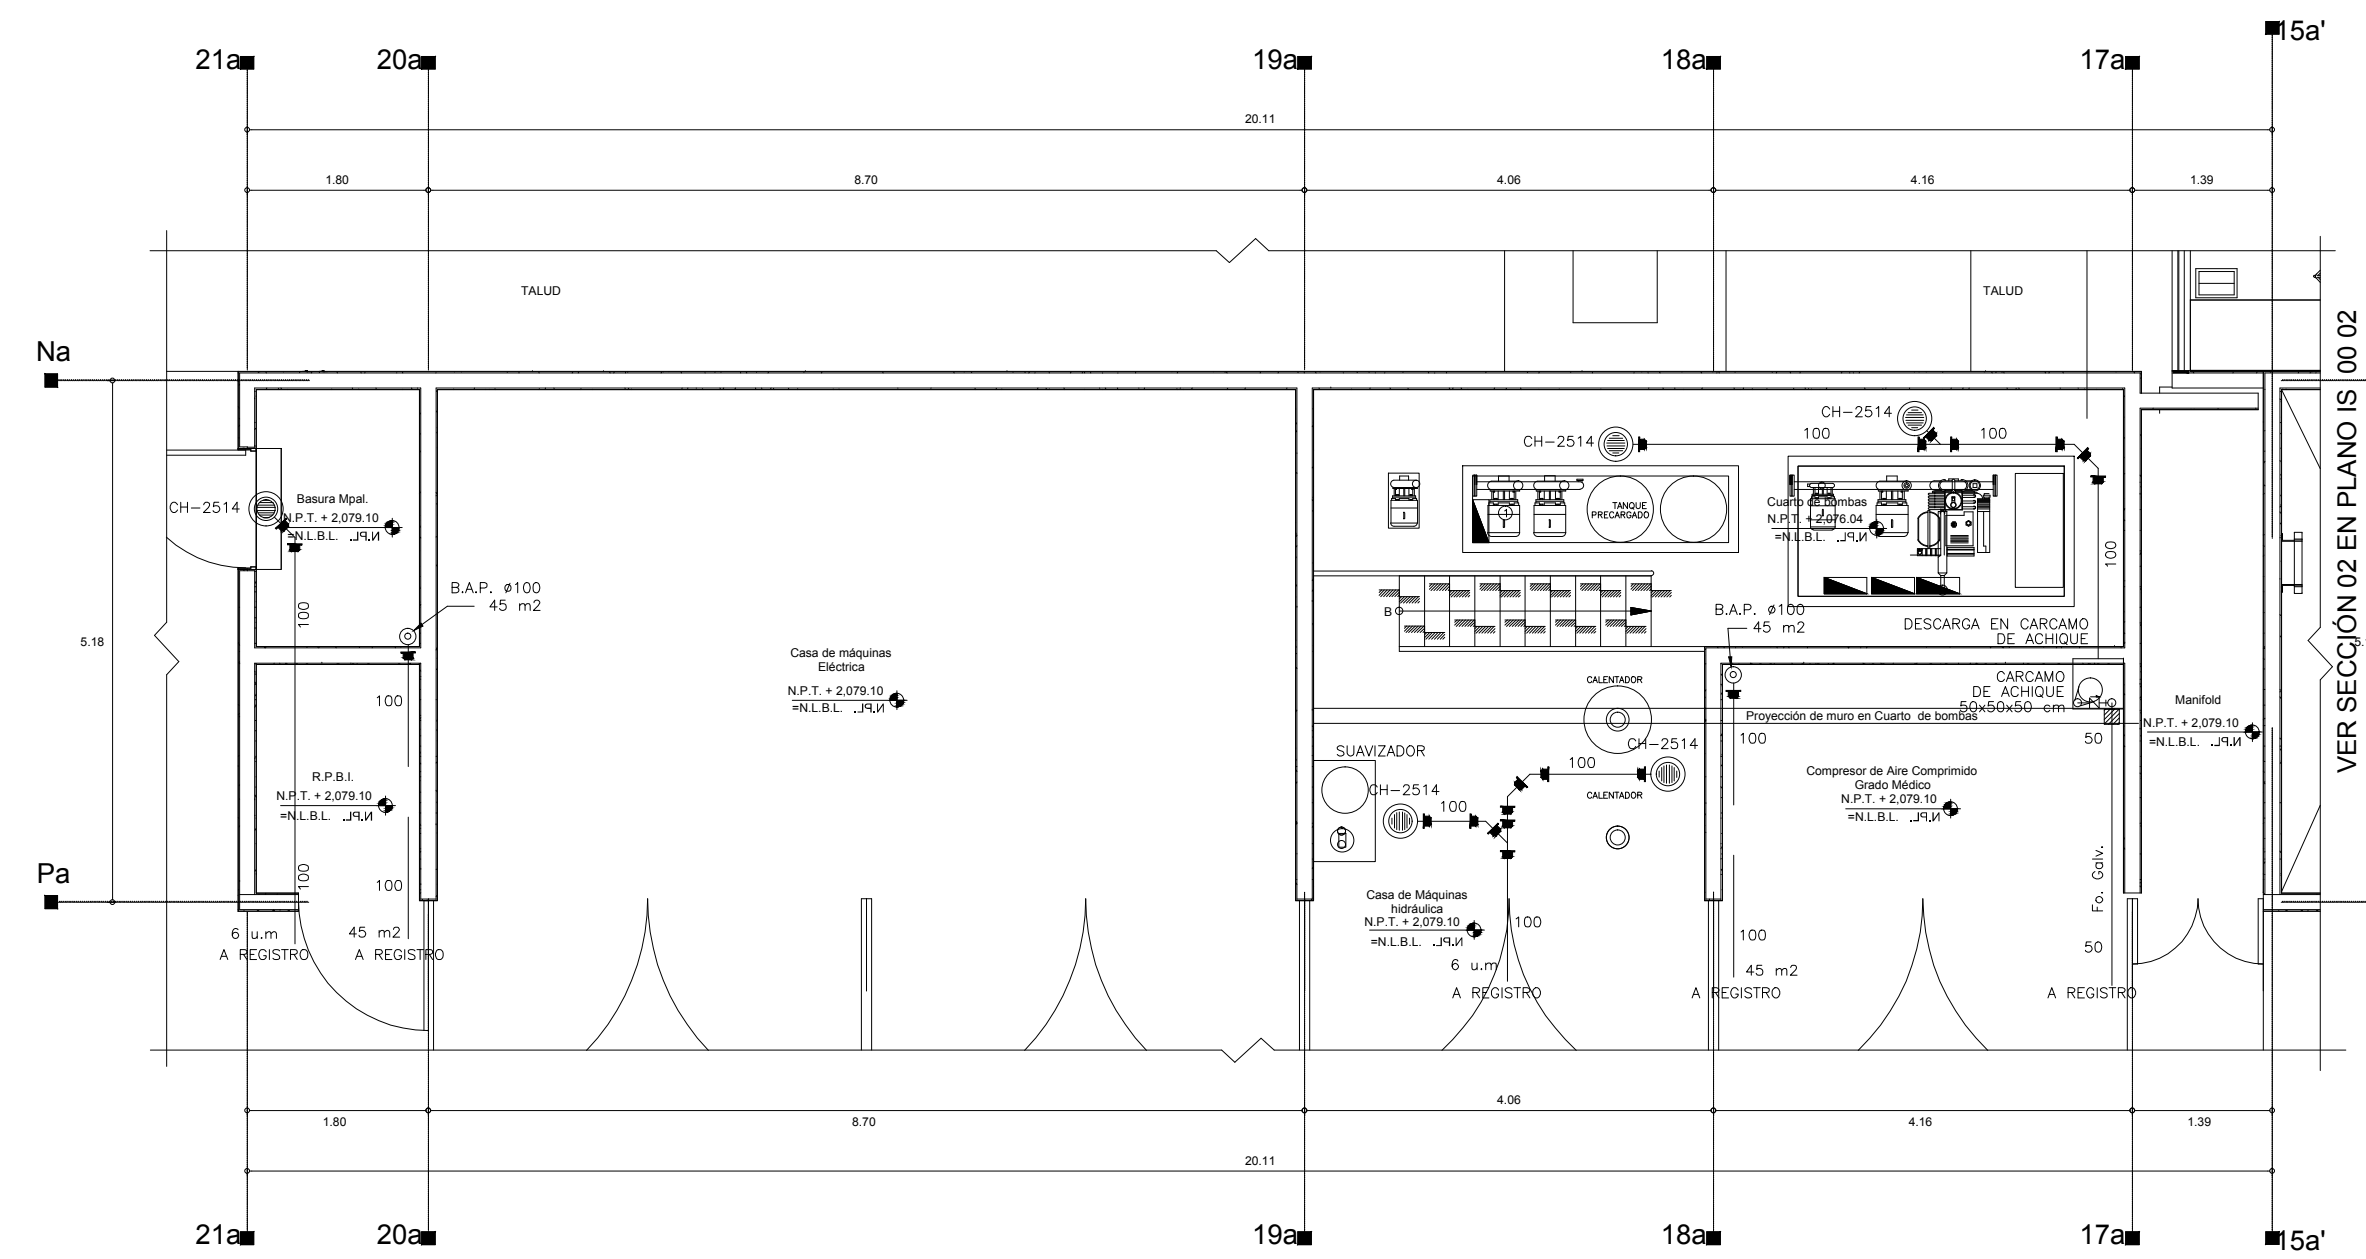 21a
20a
19a
18a
17a
15a'
20.11
1.80
8.70
4.06
4.16
1.39
TALUD
TALUD
Na
5.18
Pa
CH-2514
Basura Mpal.
N.P.T. + 2,079.10
=N.L.B.L. N.PL.
100
100
B.A.P. ø100
45 m2
100
100
R.P.B.I.
N.P.T. + 2,079.10
=N.L.B.L. N.PL.
6 u.m
A REGISTRO
45 m2
A REGISTRO
Casa de máquinas
Eléctrica
N.P.T. + 2,079.10
=N.L.B.L. N.PL.
CH-2514
100
CH-2514
100
TANQUE
PRECARGADO
Cuarto de bombas
N.P.T. + 2,076.04
=N.L.B.L. N.PL.
100
B
B.A.P. ø100
45 m2
DESCARGA EN CARCAMO
DE ACHIQUE
CARCAMO
DE ACHIQUE
50x50x50 cm
CALENTADOR
Proyección de muro en Cuarto de bombas
CH-2514
SUAVIZADOR
100
CH-2514
100
CALENTADOR
Casa de Máquinas
hidráulica
N.P.T. + 2,079.10
=N.L.B.L. N.PL.
100
6 u.m
A REGISTRO
100
Compresor de Aire Comprimido
Grado Médico
N.P.T. + 2,079.10
=N.L.B.L. N.PL.
100
45 m2
A REGISTRO
50
Fo. Galv.
50
A REGISTRO
Manifold
N.P.T. + 2,079.10
=N.L.B.L. N.PL.
VER SECCIÓN 02 EN PLANO IS 00 02
1.80
8.70
4.06
4.16
1.39
20.11
21a
20a
19a
18a
17a
15a'